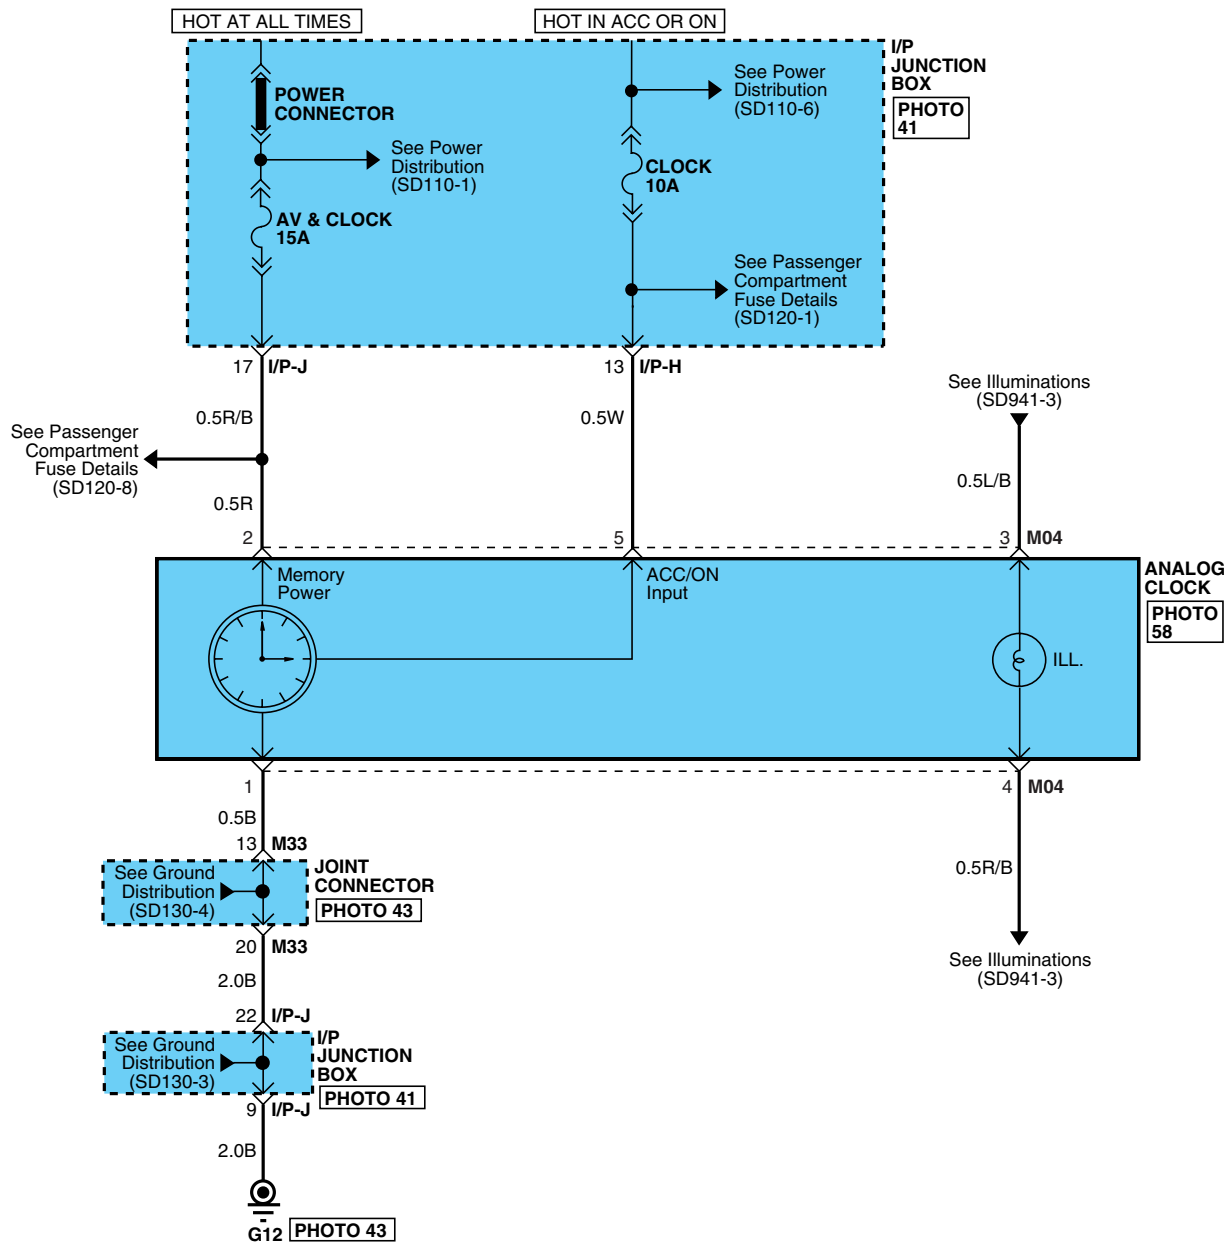 HOT AT ALL TIMES
HOT IN ACC OR ON
I/P
JUNCTION
BOX
PHOTO
41
POWER
CONNECTOR
See Power
Distribution
(SD110-6)
See Power
Distribution
(SD110-1)
CLOCK
10A
AV & CLOCK
15A
See Passenger
Compartment
Fuse Details
(SD120-1)
17 I/P-J
13 I/P-H
See Illuminations
(SD941-3)
0.5R/B
0.5W
See Passenger
Compartment
Fuse Details
(SD120-8)
0.5L/B
0.5R
2
5
3 M04
Memory
Power
ACC/ON
Input
ANALOG
CLOCK
PHOTO
58
ILL.
1
4 M04
0.5B
13 M33
See Ground
Distribution
(SD130-4)
JOINT
CONNECTOR
PHOTO 43
0.5R/B
20 M33
See Illuminations
(SD941-3)
2.0B
22 I/P-J
See Ground
Distribution
(SD130-3)
I/P
JUNCTION
BOX
PHOTO 41
9 I/P-J
2.0B
G12
PHOTO 43